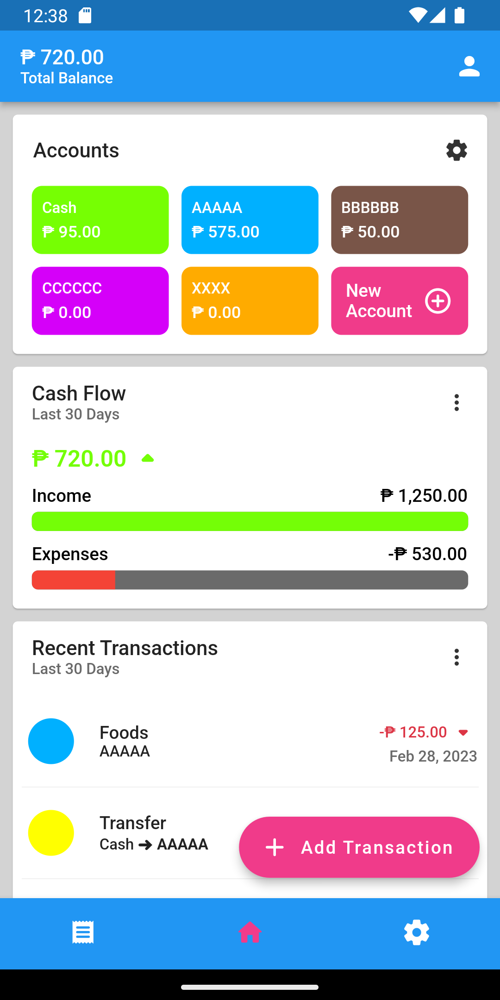 12:38
₱ 720.00
Total Balance
Accounts
Cash
₱ 95.00
AAAAA
₱ 575.00
BBBBBB
₱ 50.00
CCCCCC
₱ 0.00
XXXX
₱ 0.00
New
Account
Cash Flow
Last 30 Days
₱ 720.00
Income ₱ 1,250.00
Expenses -₱ 530.00
Recent Transactions
Last 30 Days
Foods
AAAAA
-₱ 125.00
Feb 28, 2023
Transfer
Cash ➔ AAAAA
+ Add Transaction